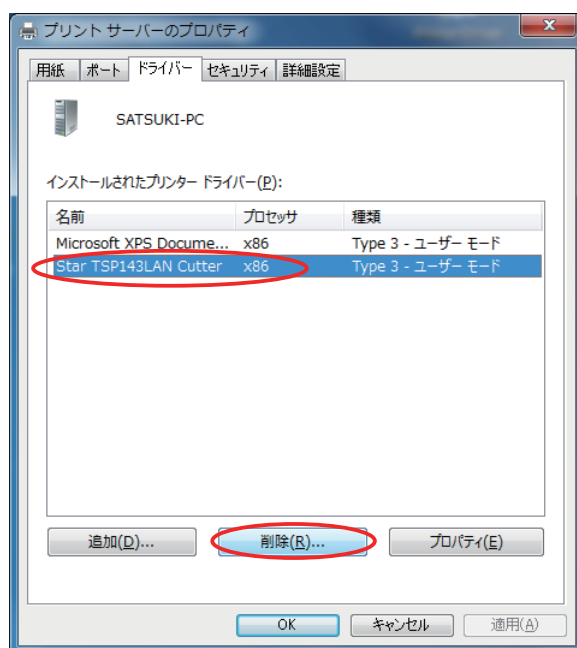 プリント サーバーのプロパティ
用紙 ポート ドライバー セキュリティ 詳細設定
SATSUKI-PC
インストールされたプリンター ドライバー(P):
名前 プロセッサ 種類
Microsoft XPS Docume... x86 Type 3 - ユーザー モード
Star TSP143LAN Cutter x86 Type 3 - ユーザー モード
追加(D)... 削除(R)... プロパティ(E)
OK キャンセル 適用(A)